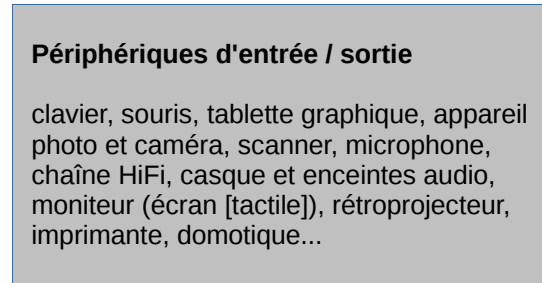 Périphériques d'entrée / sortie
clavier, souris, tablette graphique, appareil
photo et caméra, scanner, microphone,
chaîne HiFi, casque et enceintes audio,
moniteur (écran [tactile]), rétroprojecteur,
imprimante, domotique...